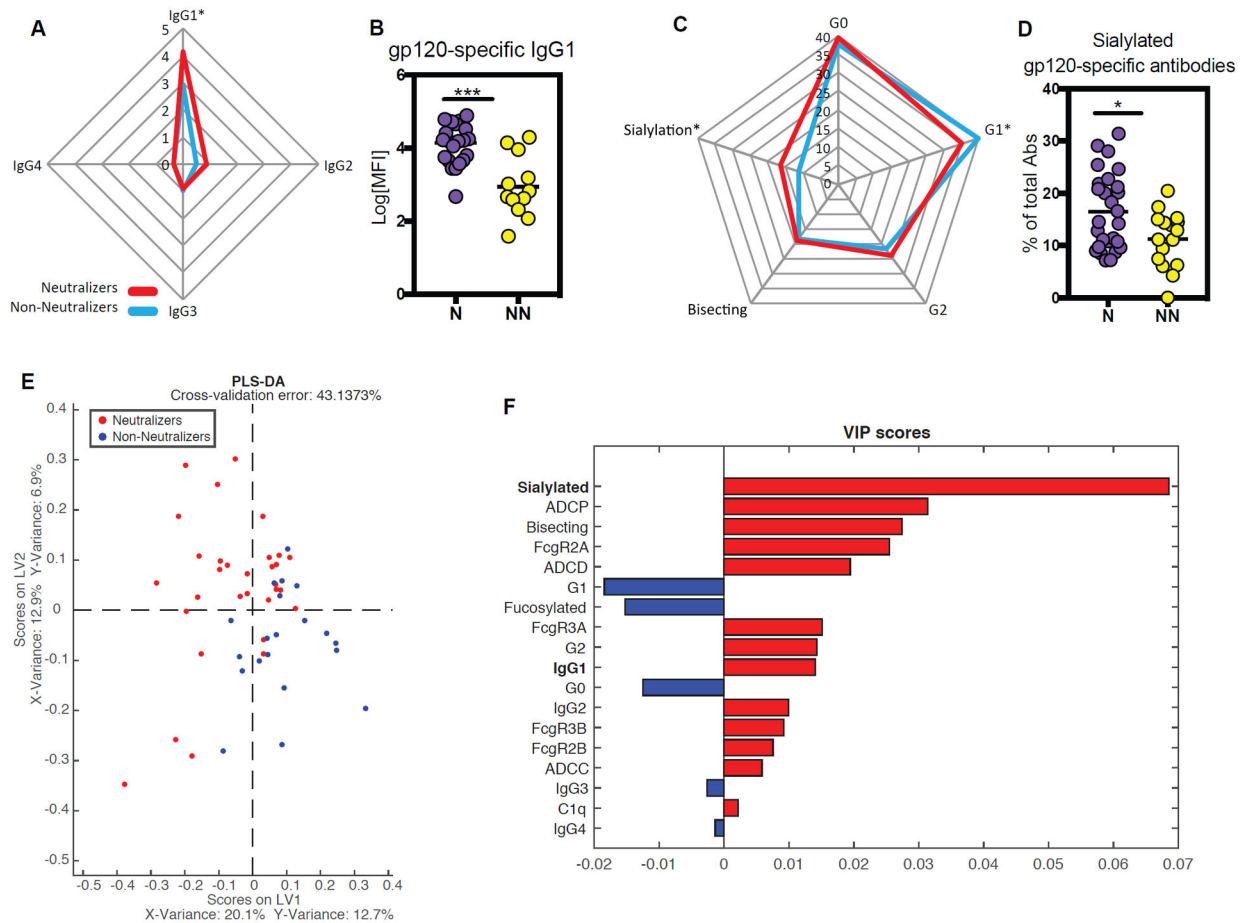 A
IgG1*
5
4
3
2
1
0
IgG4
IgG2
IgG3
Neutralizers
Non-Neutralizers
B
gp120-specific IgG1
Log[MFI]
6
4
2
0
***
N
NN
C
G0
40
35
30
25
20
15
10
5
0
Sialylation*
G1*
Bisecting
G2
D
Sialylated
gp120-specific antibodies
% of total Abs
40
30
20
10
0
*
N
NN
E
PLS-DA
Cross-validation error: 43.1373%
Neutralizers
Non-Neutralizers
Scores on LV2
X-Variance: 12.9% Y-Variance: 6.9%
0.4
0.3
0.2
0.1
0
-0.1
-0.2
-0.3
-0.4
-0.5
-0.5 -0.4 -0.3 -0.2 -0.1 0 0.1 0.2 0.3 0.4
Scores on LV1
X-Variance: 20.1% Y-Variance: 12.7%
F
VIP scores
Sialylated
ADCP
Bisecting
FcgR2A
ADCD
G1
Fucosylated
FcgR3A
G2
IgG1
G0
IgG2
FcgR3B
FcgR2B
ADCC
IgG3
C1q
IgG4
-0.02 -0.01 0 0.01 0.02 0.03 0.04 0.05 0.06 0.07